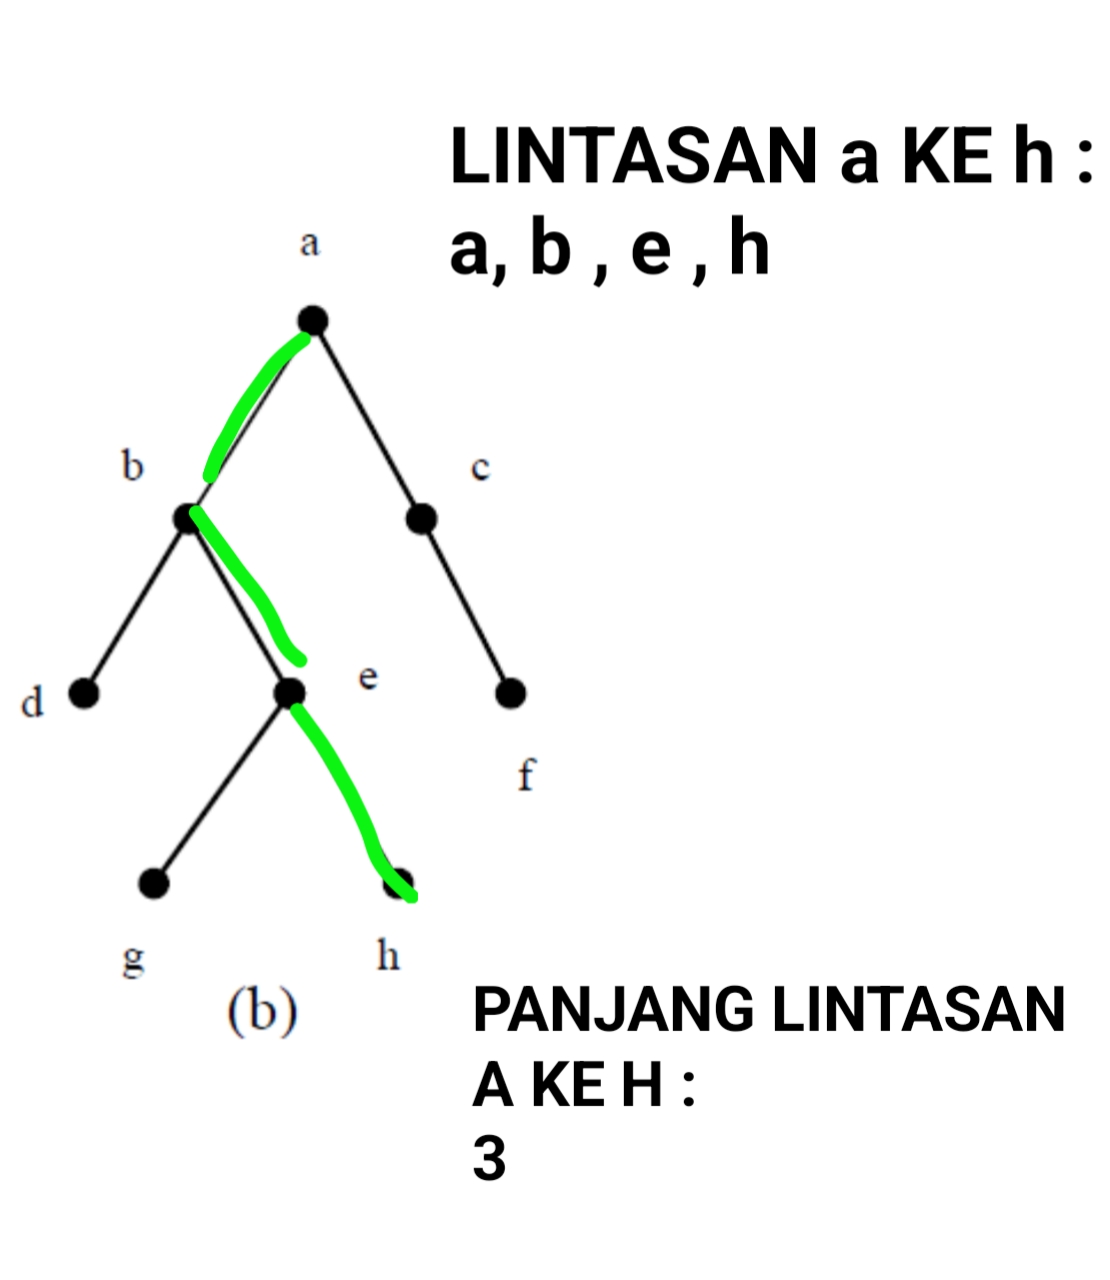 LINTASAN a KE h :
a, b , e , h
a
b
c
d
e
f
g
h
(b)
PANJANG LINTASAN
A KE H :
3